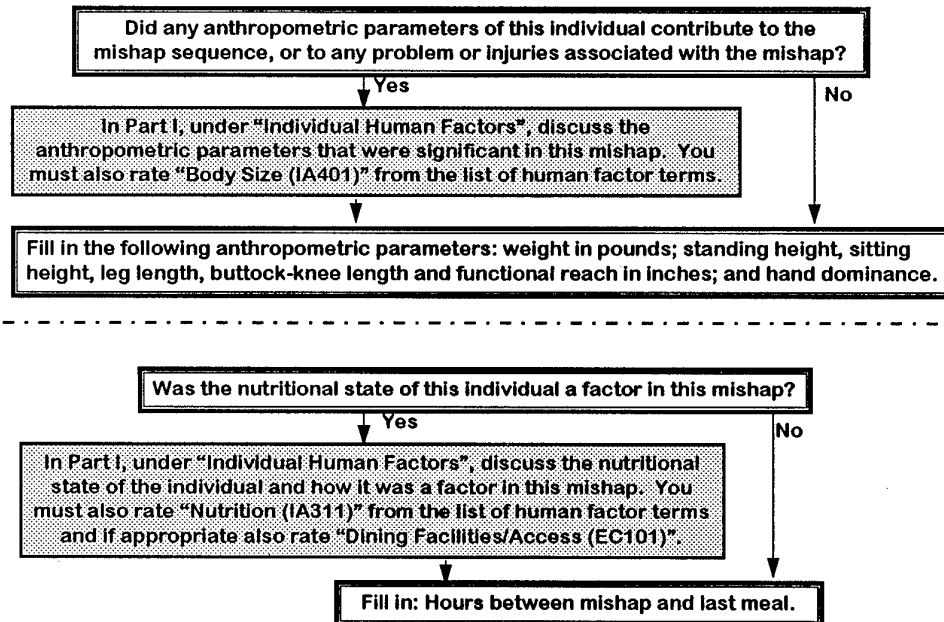 Did any anthropometric parameters of this individual contribute to the
mishap sequence, or to any problem or injuries associated with the mishap?
Yes
No
In Part I, under "Individual Human Factors", discuss the
anthropometric parameters that were significant in this mishap. You
must also rate "Body Size (IA401)" from the list of human factor terms.
Fill in the following anthropometric parameters: weight in pounds; standing height, sitting
height, leg length, buttock-knee length and functional reach in inches; and hand dominance.
Was the nutritional state of this individual a factor in this mishap?
Yes
No
In Part I, under "Individual Human Factors", discuss the nutritional
state of the individual and how it was a factor in this mishap. You
must also rate "Nutrition (IA311)" from the list of human factor terms
and if appropriate also rate "Dining Facilities/Access (EC101)".
Fill in: Hours between mishap and last meal.